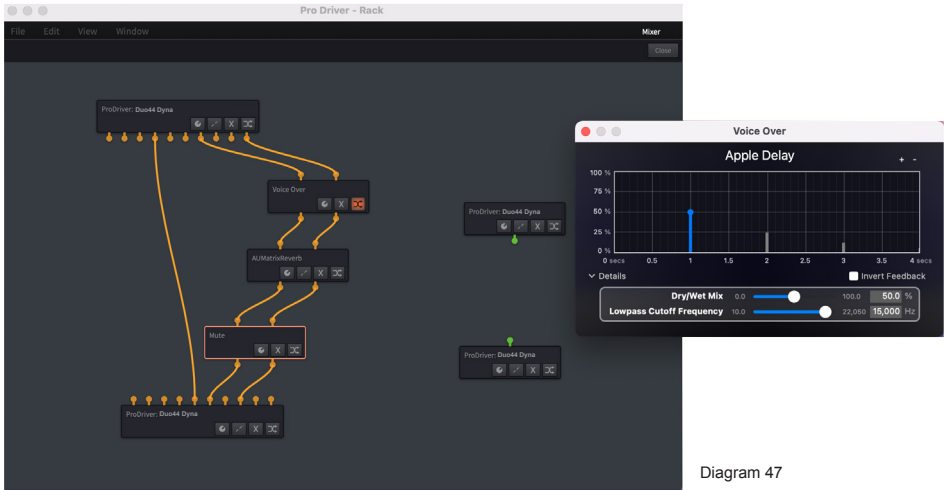 Pro Driver - Rack
File Edit View Window Mixer
Close
ProDriver: Duo44 Dyna
X
Voice Over
X
AUMatrixReverb
X
Mute
X
ProDriver: Duo44 Dyna
X
ProDriver: Duo44 Dyna
X
ProDriver: Duo44 Dyna
X
Voice Over
Apple Delay
+ -
100 %
75 %
50 %
25 %
0 %
0 secs 0.5 1 1.5 2 2.5 3 3.5 4 secs
Details Invert Feedback
Dry/Wet Mix 0.0 100.0 50.0 %
Lowpass Cutoff Frequency 10.0 22,050 15,000 Hz
Diagram 47